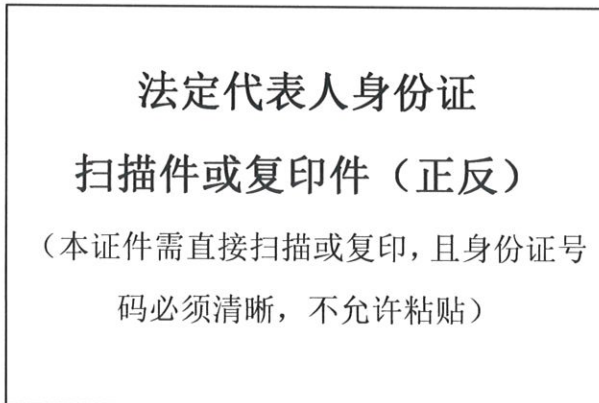 法定代表人身份证
扫描件或复印件（正反）
（本证件需直接扫描或复印，且身份证号
码必须清晰，不允许粘贴）